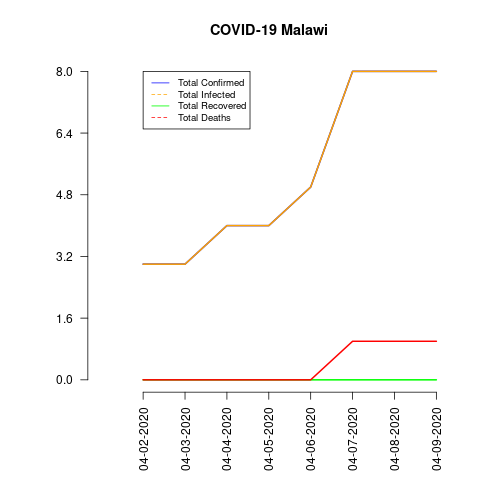 COVID-19 Malawi
8.0
6.4
4.8
3.2
1.6
0.0
Total Confirmed
Total Infected
Total Recovered
Total Deaths
04-02-2020
04-03-2020
04-04-2020
04-05-2020
04-06-2020
04-07-2020
04-08-2020
04-09-2020